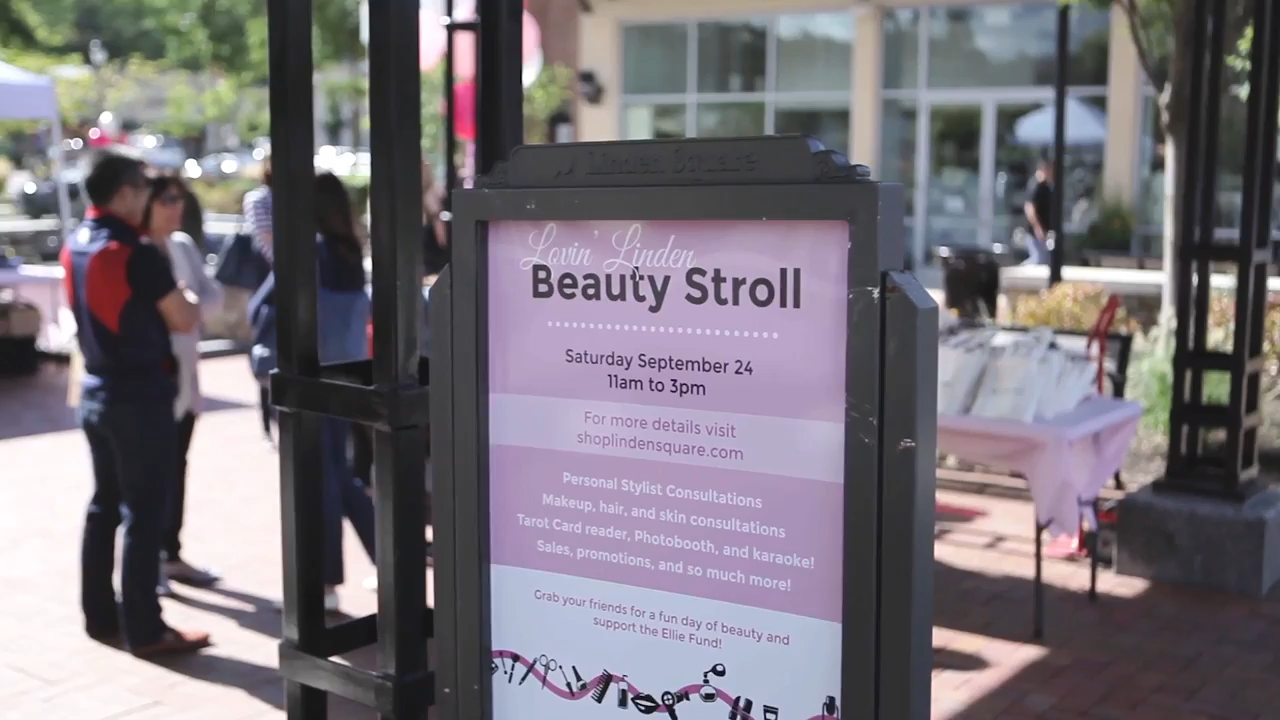 Linden Square
Lovin' Linden
Beauty Stroll
Saturday September 24
11am to 3pm
For more details visit
shoplindensquare.com
Personal Stylist Consultations
Makeup, hair, and skin consultations
Tarot Card reader, Photobooth, and karaoke!
Sales, promotions, and so much more!
Grab your friends for a fun day of beauty and
support the Ellie Fund!